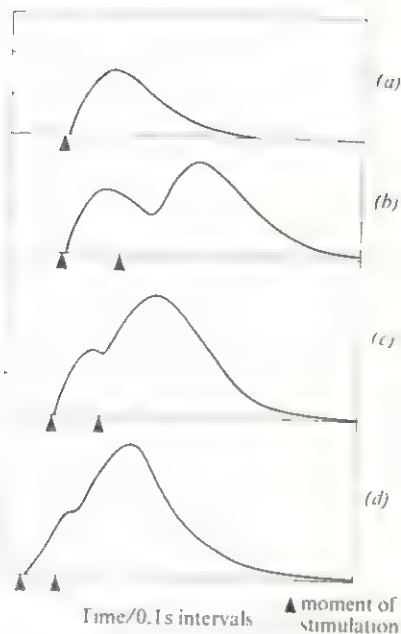 (a)
(b)
(c)
(d)
Time/0.1s intervals
▲ moment of
stimulation